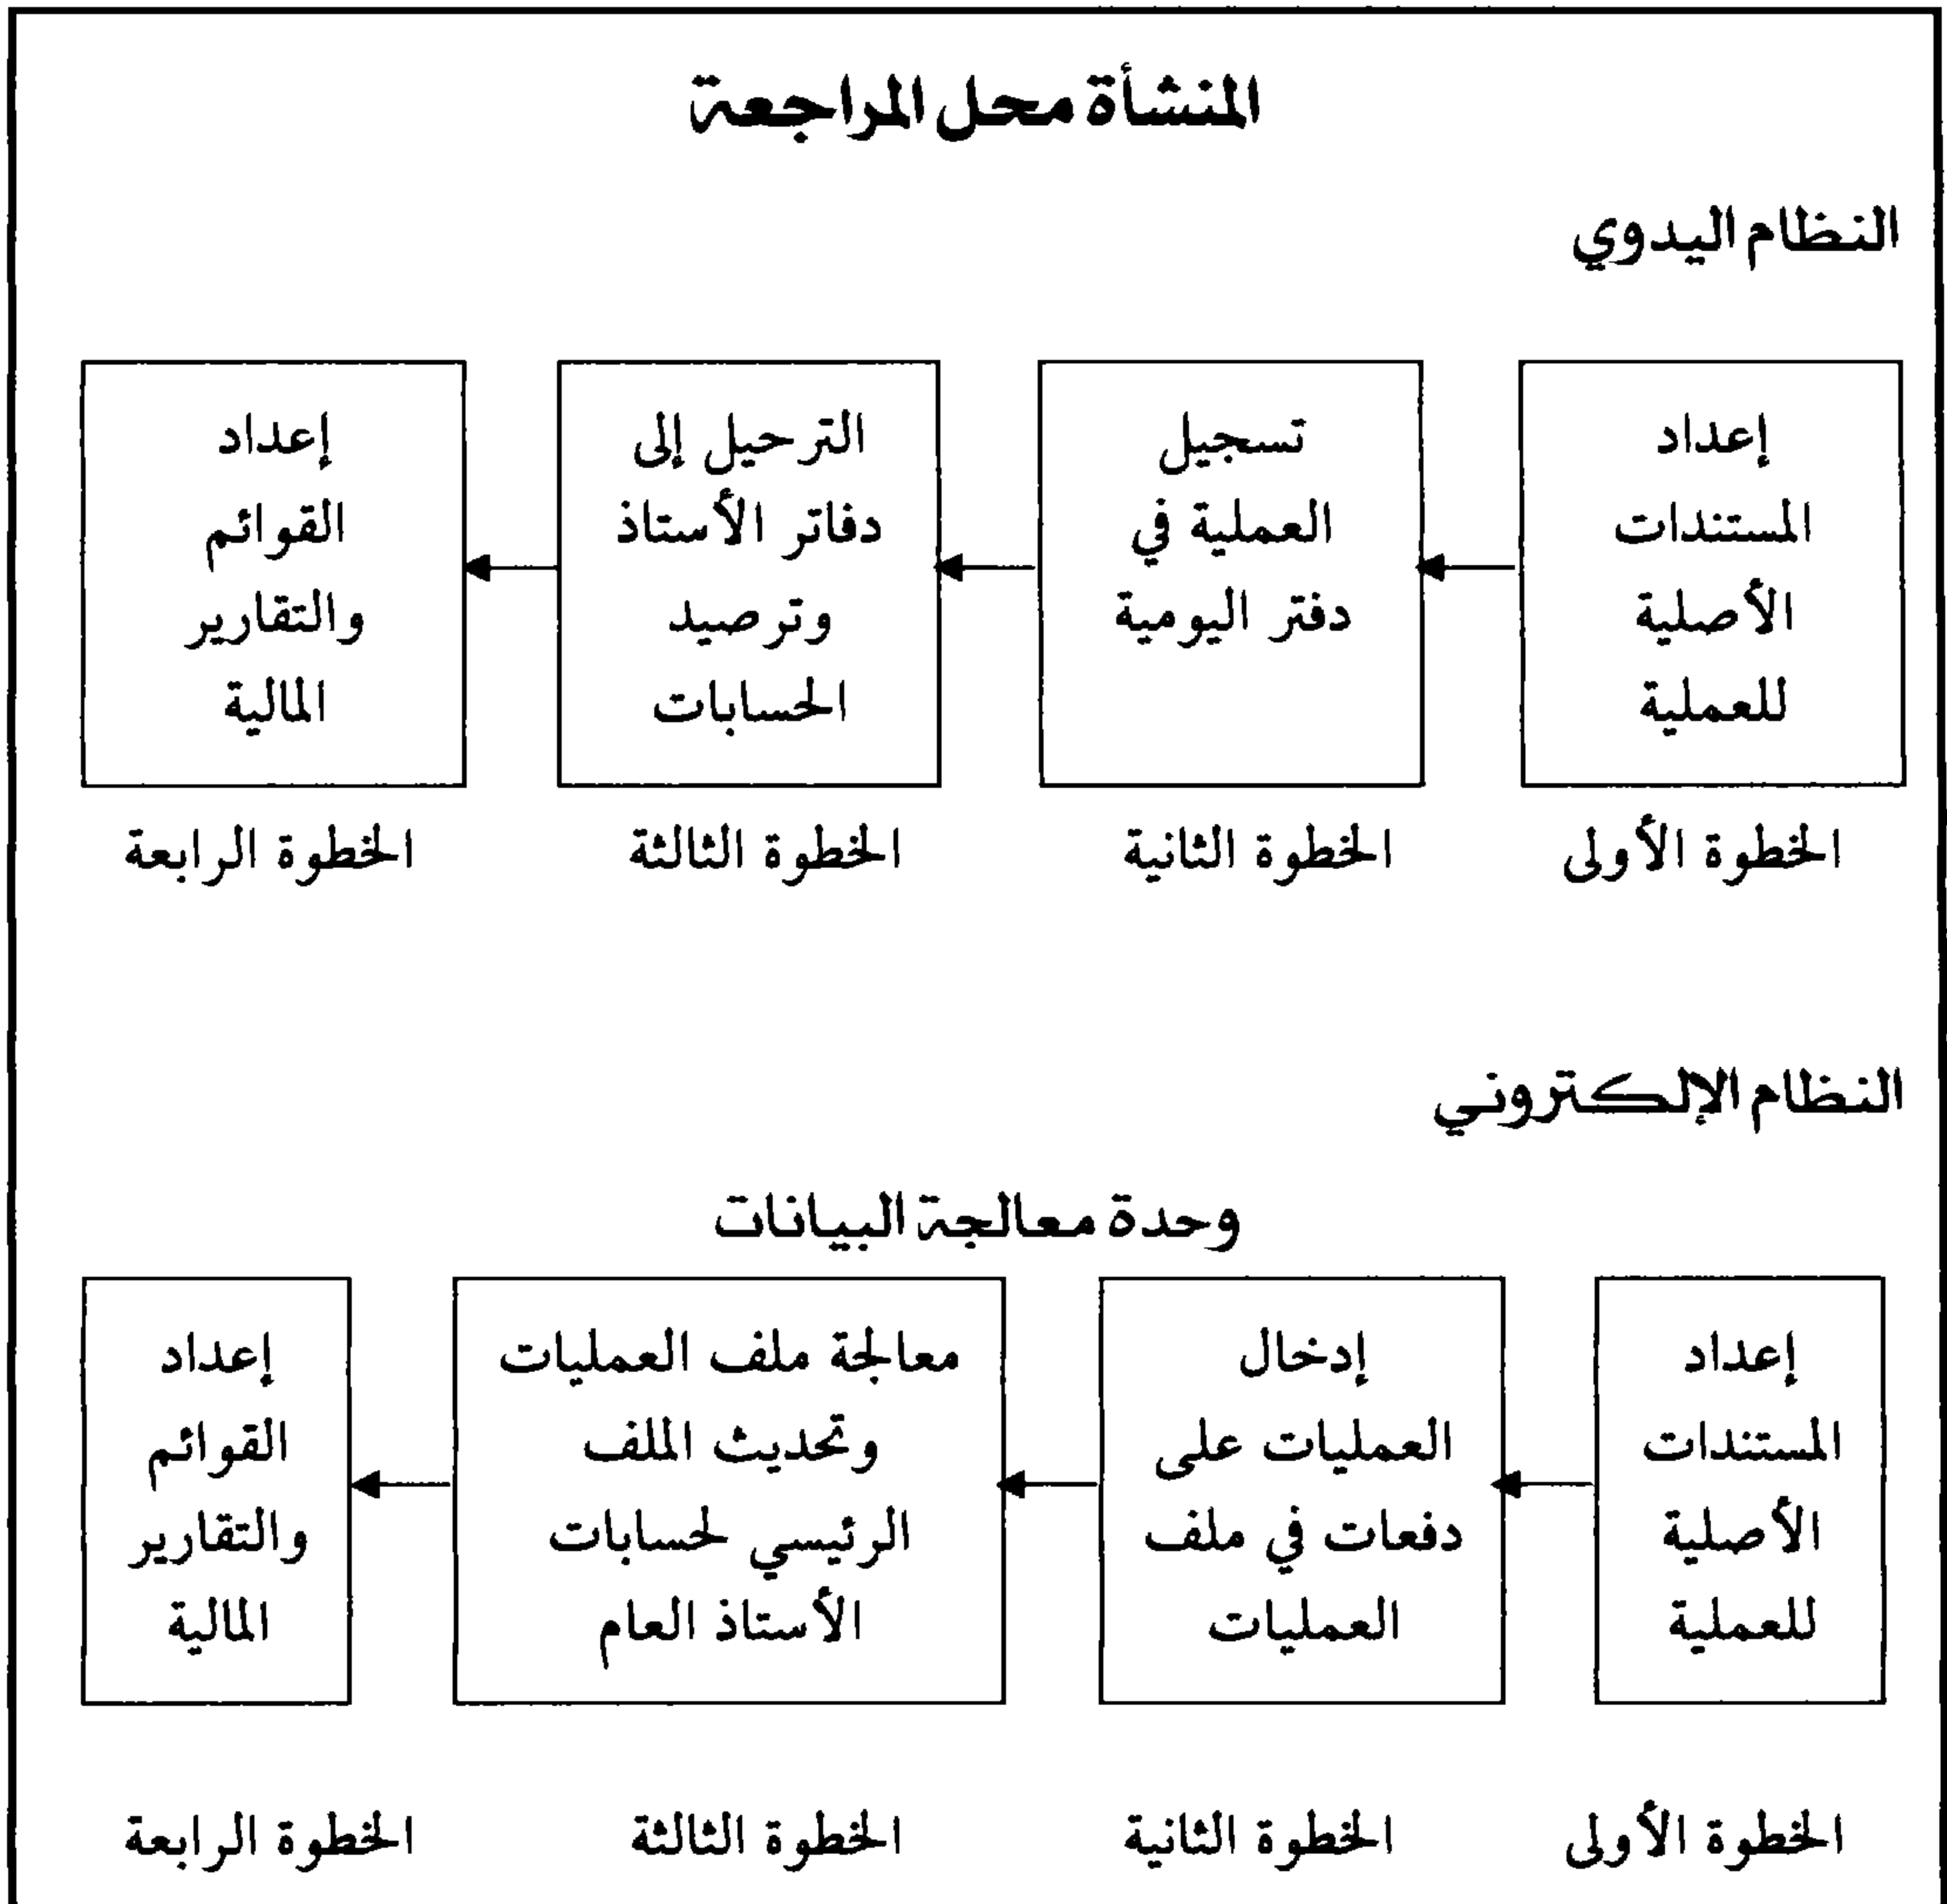 المنشأة محل المراجعة
النظام اليدوي
إعداد
المستندات
الأصلية
للعملية
تسجيل
العملية في
دفتر اليومية
الترحيل إلى
دفاتر الأستاذ
وترصيد
الحسابات
إعداد
القوائم
والتقارير
المالية
الخطوة الأولى
الخطوة الثانية
الخطوة الثالثة
الخطوة الرابعة
النظام الإلكتروني
وحدة معالجة البيانات
إعداد
المستندات
الأصلية
للعملية
إدخال
العمليات على
دفعات في ملف
العمليات
معالجة ملف العمليات
وتحديث الملف
الرئيسي لحسابات
الأستاذ العام
إعداد
القوائم
والتقارير
المالية
الخطوة الأولى
الخطوة الثانية
الخطوة الثالثة
الخطوة الرابعة